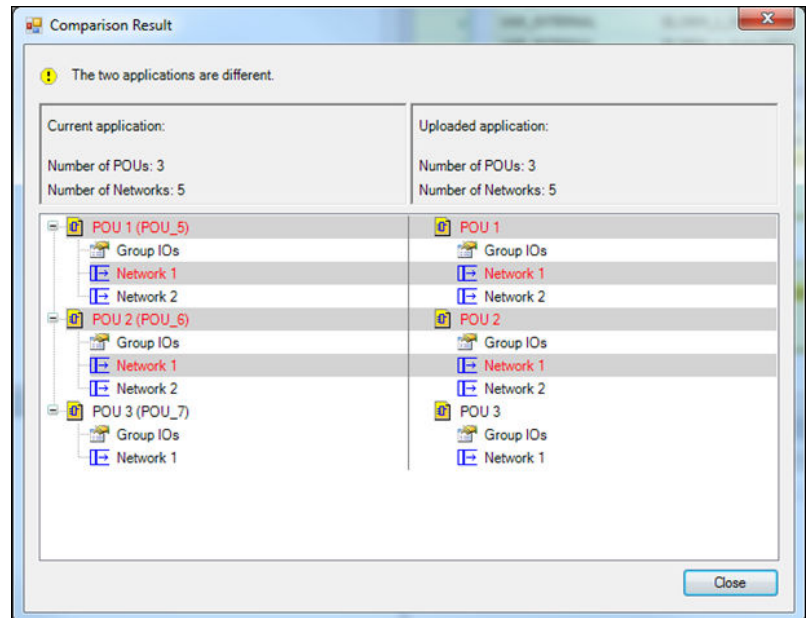 Comparison Result
The two applications are different.
Current application:
Number of POUs: 3
Number of Networks: 5
Uploaded application:
Number of POUs: 3
Number of Networks: 5
POU 1 (POU_5)
Group IOs
Network 1
Network 2
POU 2 (POU_6)
Group IOs
Network 1
Network 2
POU 3 (POU_7)
Group IOs
Network 1
POU 1
Group IOs
Network 1
Network 2
POU 2
Group IOs
Network 1
Network 2
POU 3
Group IOs
Network 1
Close